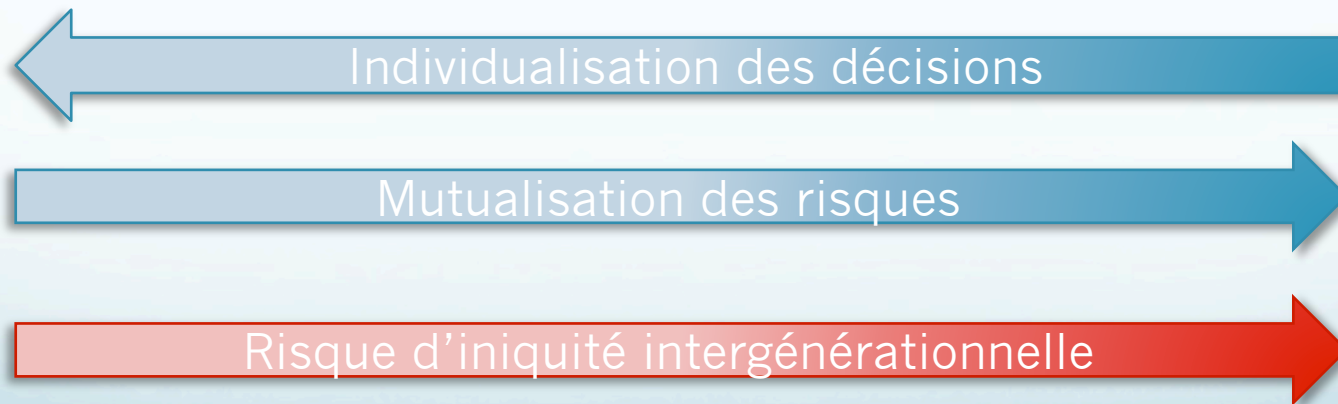 Individualisation des décisions
Mutualisation des risques
Risque d’iniquité intergénérationnelle